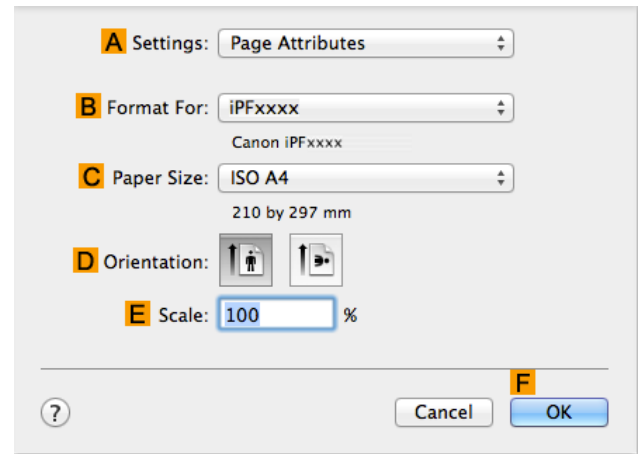 A Settings: Page Attributes
B Format For: iPFxxxx
Canon iPFxxxx
C Paper Size: ISO A4
210 by 297 mm
D Orientation:
E Scale: 100 %
F
? Cancel OK